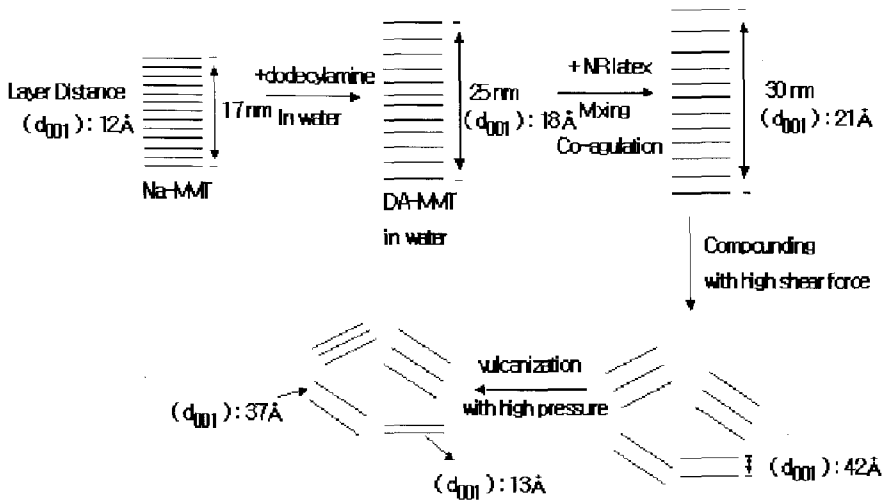 Layer Distance
(d001) : 12Å
17 nm
Na-MMT
+dodecylamine
In water
25 nm
(d001) : 18Å
DA-MMT
in water
+ NR latex
Mixing
Co-agulation
30 nm
(d001) : 21Å
Compounding
with high shear force
vulcanization
with high pressure
(d001) : 37Å
(d001) : 13Å
(d001) : 42Å